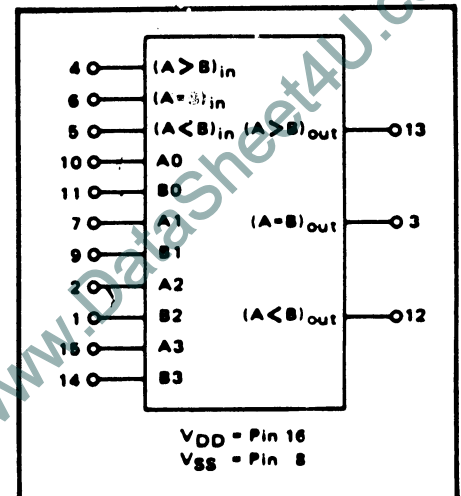 4 (A>B)in
6 (A=B)in
5 (A<B)in (A>B)out 13
10 A0
11 B0
7 A1 (A=B)out 3
9 B1
2 A2
1 B2 (A<B)out 12
15 A3
14 B3
VDD = Pin 16
VSS = Pin 8
www.DataSheet4U.co